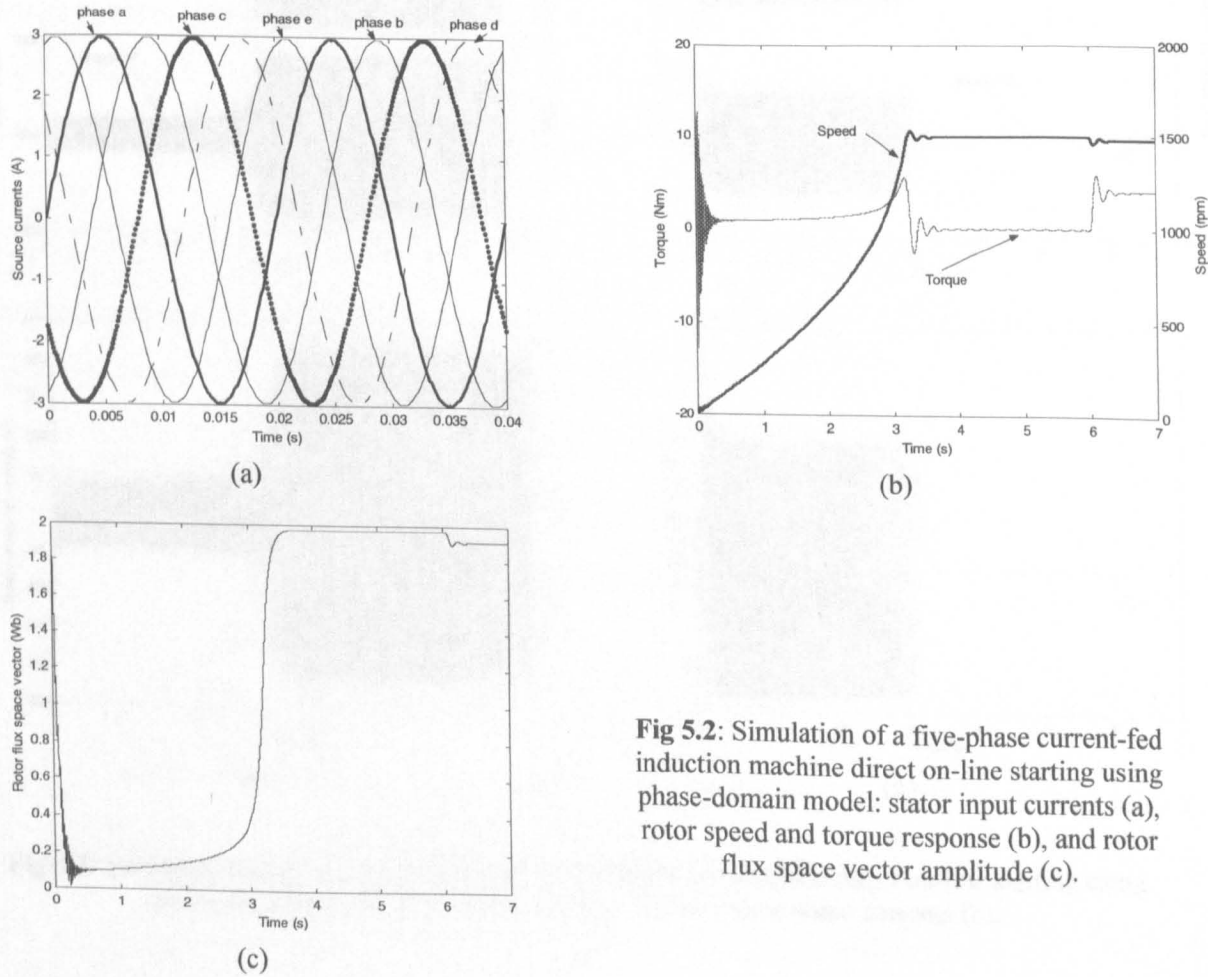 phase a
phase c
phase e
phase b
phase d
3
2
1
0
-1
-2
-3
Source currents (A)
0
0.005
0.01
0.015
0.02
0.025
0.03
0.035
0.04
Time (s)
(a)
20
10
0
-10
-20
Torque (Nm)
2000
1500
1000
500
0
Speed (rpm)
Speed
Torque
0
1
2
3
4
5
6
7
Time (s)
(b)
2
1.8
1.6
1.4
1.2
1
0.8
0.6
0.4
0.2
0
Rotor flux space vector (Wb)
0
1
2
3
4
5
6
7
Time (s)
(c)
Fig 5.2: Simulation of a five-phase current-fed
induction machine direct on-line starting using
phase-domain model: stator input currents (a),
rotor speed and torque response (b), and rotor
flux space vector amplitude (c).